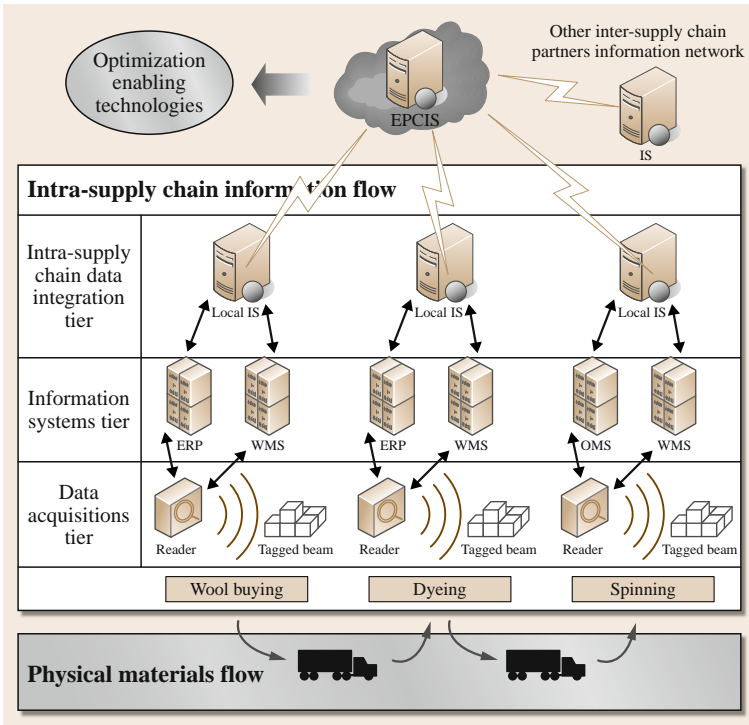 Other inter-supply chain
partners information network
Optimization
enabling
technologies
EPCIS
IS
Intra-supply chain information flow
Intra-supply
chain data
integration
tier
Local IS
Local IS
Local IS
Information
systems tier
ERP
WMS
ERP
WMS
OMS
WMS
Data
acquisitions
tier
Reader
Tagged beam
Reader
Tagged beam
Reader
Tagged beam
Wool buying
Dyeing
Spinning
Physical materials flow